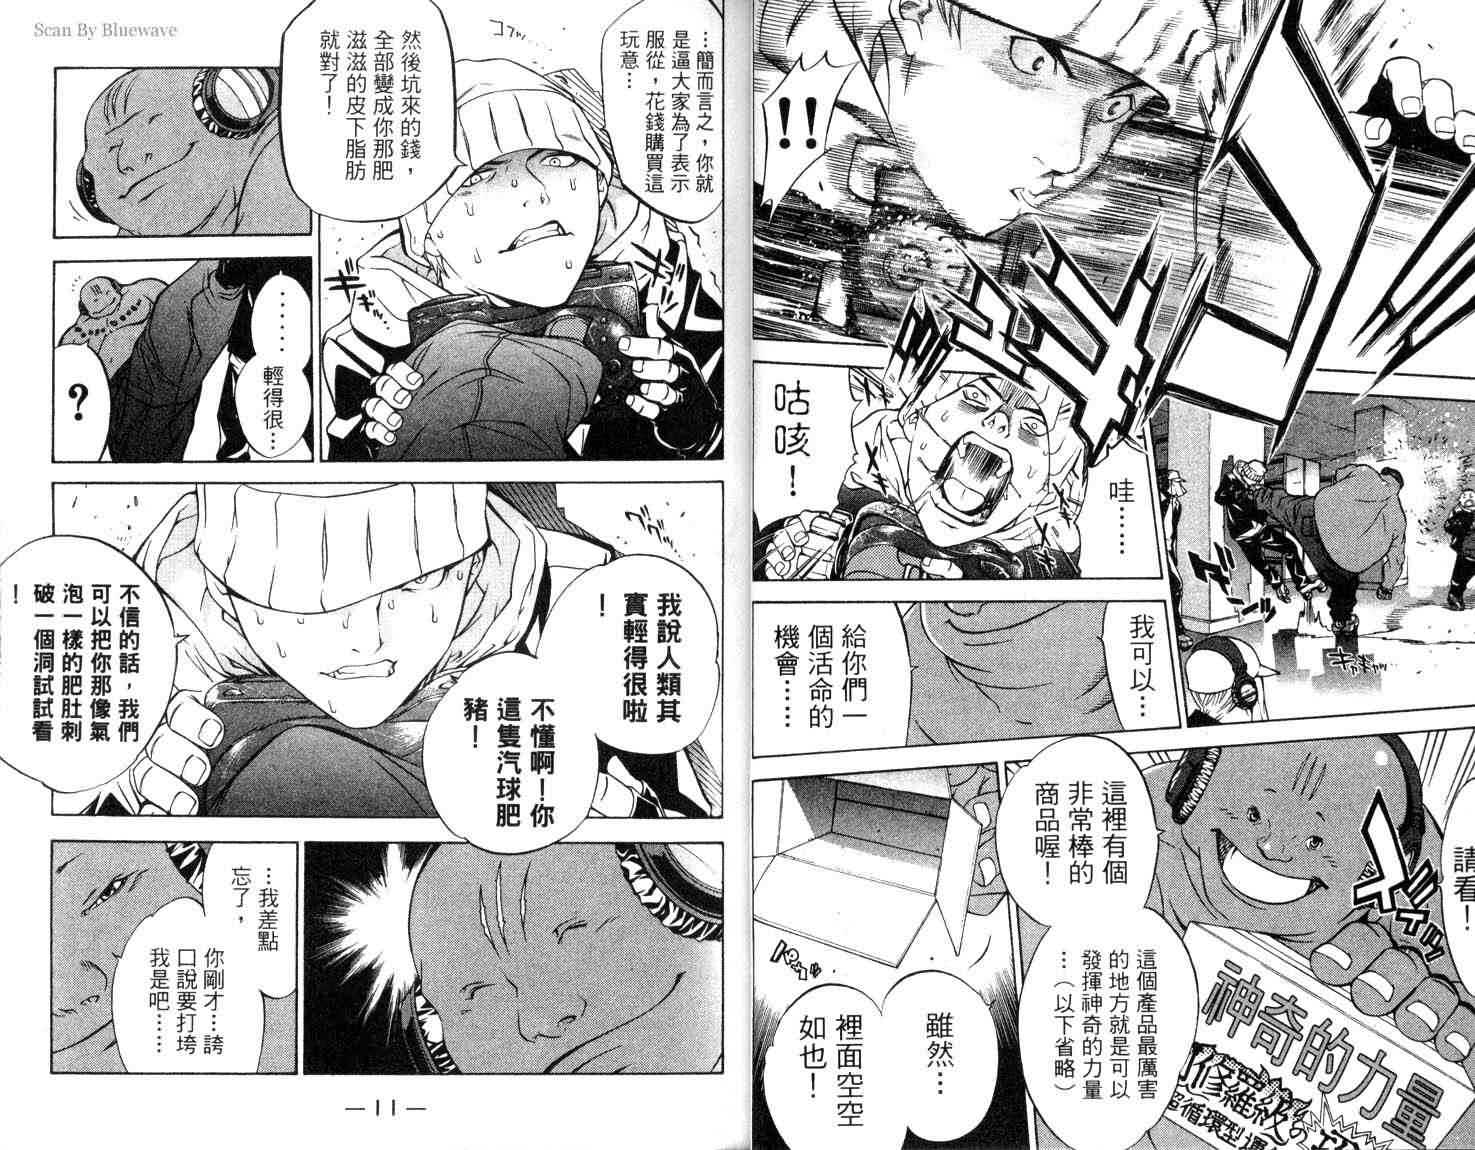 !!
咕
咳
！
哇……
我可以…
給你們一
個活命的
機會……
請看！
這裡有個
非常棒的
商品喔！
這個產品最厲害
的地方就是可以
發揮神奇的力量
…（以下省略）
神奇的力量
雖然…
裡面空空
如也！
…簡而言之，你就
是逼大家為了表示
服從，花錢購買這
玩意…
然後坑來的錢，
全部變成你那肥
滋滋的皮下脂肪
就對了！
……
輕得很…
？
我說人類其
實輕得很啦
！
不懂啊！你
這隻汽球肥
豬！
不信的話，我們
可以把你那像氣
泡一樣的肥肚刺
破一個洞試試看
！
…我差點
忘了，
你剛才…誇
口說要打垮
我是吧……
— 11 —
Scan By Bluewave